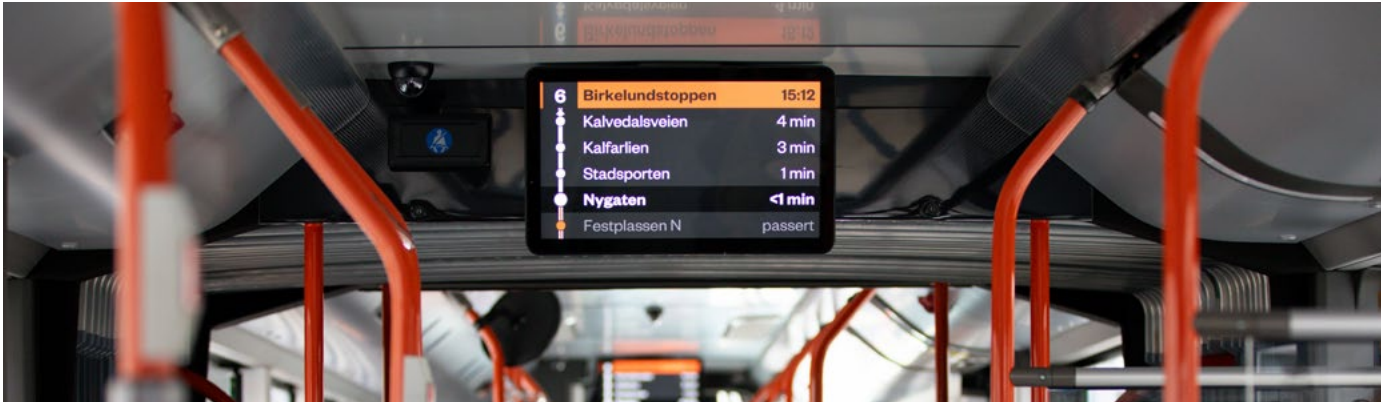 6 Birkelundstoppen 15:12
Kalvedalsveien 4 min
Kalfarlien 3 min
Stadsporten 1 min
Nygaten <1 min
Festplassen N passert